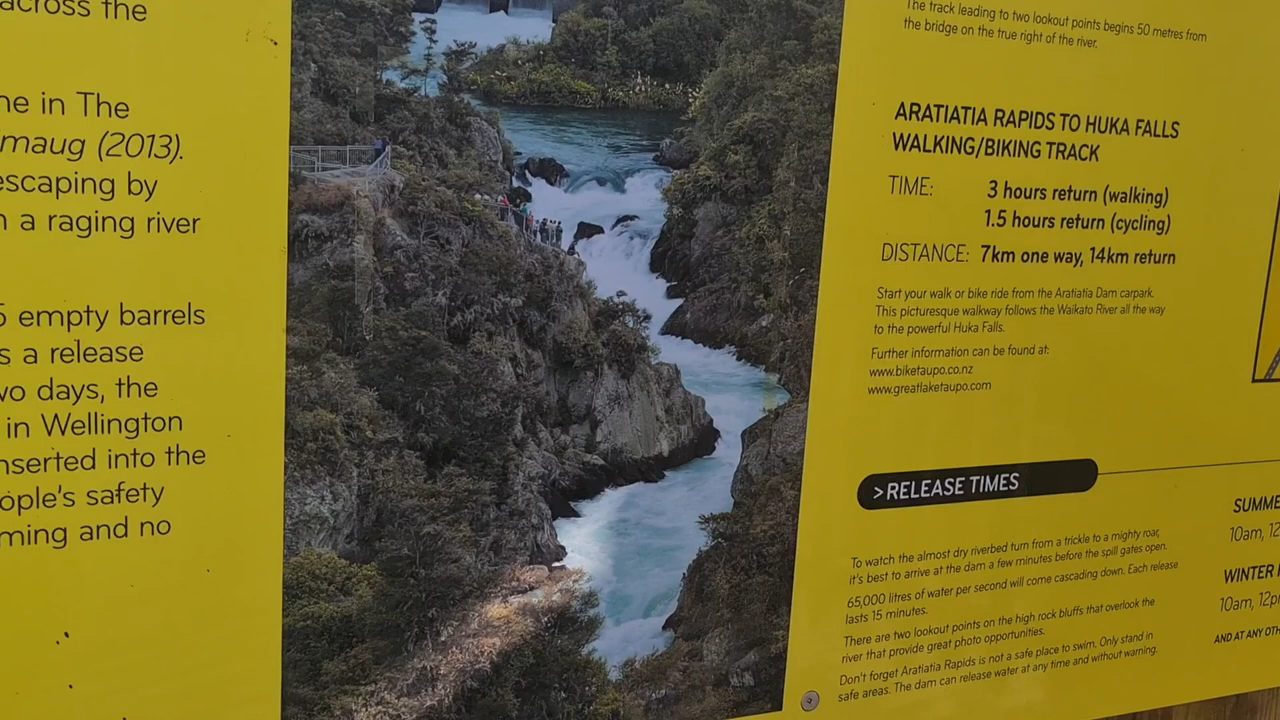 across the
in The
(2013).
escaping by
a raging river
empty barrels
a release
two days, the
in Wellington
inserted into the
people's safety
and no
The track leading to two lookout points begins 50 metres from
the bridge on the true right of the river.
ARATIATIA RAPIDS TO HUKA FALLS
WALKING/BIKING TRACK
TIME: 3 hours return (walking)
1.5 hours return (cycling)
DISTANCE: 7km one way, 14km return
Start your walk or bike ride from the Aratiatia Dam carpark.
This picturesque walkway follows the Waikato River all the way
to the powerful Huka Falls.
Further information can be found at:
www.biketaupo.co.nz
www.greatlaketaupo.com
>RELEASE TIMES
To watch the almost dry riverbed turn from a trickle to a mighty roar,
it's best to arrive at the dam a few minutes before the spill gates open.
65,000 litres of water per second will come cascading down. Each release
lasts 15 minutes.
There are two lookout points on the high rock bluffs that overlook the
river that provide great photo opportunities.
Don't forget Aratiatia Rapids is not a safe place to swim. Only stand in
safe areas. The dam can release water at any time and without warning.
SUMME
10am, 12
WINTER
10am, 12p
AND AT ANY OTH